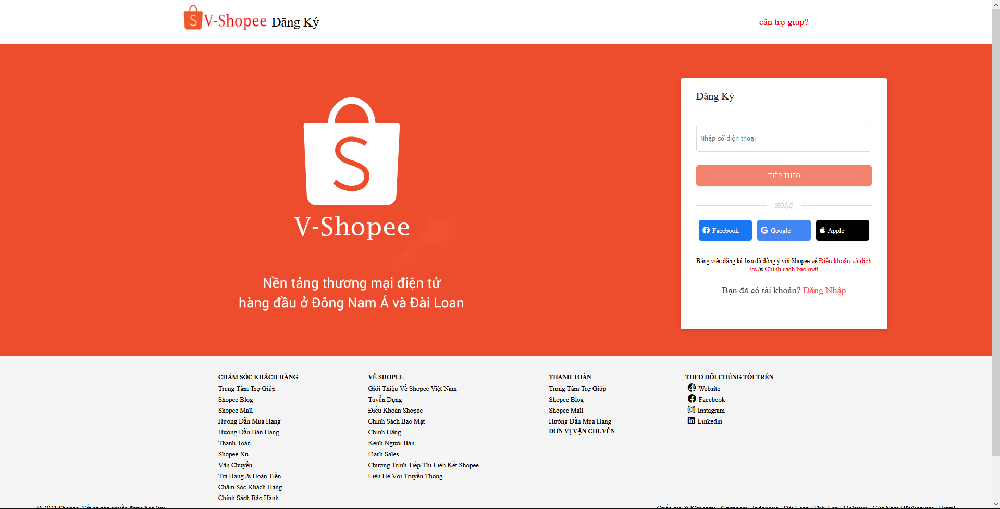 V-Shopee Đăng Ký
cần trợ giúp?
V-Shopee
Nền tảng thương mại điện tử
hàng đầu ở Đông Nam Á và Đài Loan
Đăng Ký
Nhập số điện thoại
TIẾP THEO
HOẶC
Facebook
Google
Apple
Bằng việc đăng kí, bạn đã đồng ý với Shopee về Điều khoản và dịch
vụ & Chính sách bảo mật
Bạn đã có tài khoản? Đăng Nhập
CHĂM SÓC KHÁCH HÀNG
Trung Tâm Trợ Giúp
Shopee Blog
Shopee Mall
Hướng Dẫn Mua Hàng
Hướng Dẫn Bán Hàng
Thanh Toán
Shopee Xu
Vận Chuyển
Trả Hàng & Hoàn Tiền
Chăm Sóc Khách Hàng
Chính Sách Bảo Hành
VỀ SHOPEE
Giới Thiệu Về Shopee Việt Nam
Tuyển Dụng
Điều Khoản Shopee
Chính Sách Bảo Mật
Chính Hãng
Kênh Người Bán
Flash Sales
Chương Trình Tiếp Thị Liên Kết Shopee
Liên Hệ Với Truyền Thông
THANH TOÁN
Trung Tâm Trợ Giúp
Shopee Blog
Shopee Mall
Hướng Dẫn Mua Hàng
ĐƠN VỊ VẬN CHUYỂN
THEO DÕI CHÚNG TÔI TRÊN
Website
Facebook
Instagram
Linkedin
© 2021 Shopee. Tất cả các quyền được bảo lưu
Quốc gia & Khu vực: | Singapore | Indonesia | Đài Loan | Thái Lan | Malaysia | Việt Nam | Philippines | Brazil